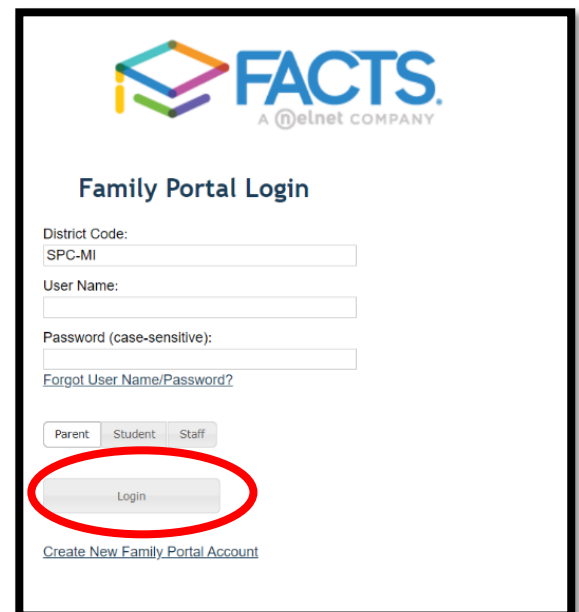 FACTS.
A nelnet COMPANY
Family Portal Login
District Code:
SPC-MI
User Name:
Password (case-sensitive):
Forgot User Name/Password?
Parent Student Staff
Login
Create New Family Portal Account